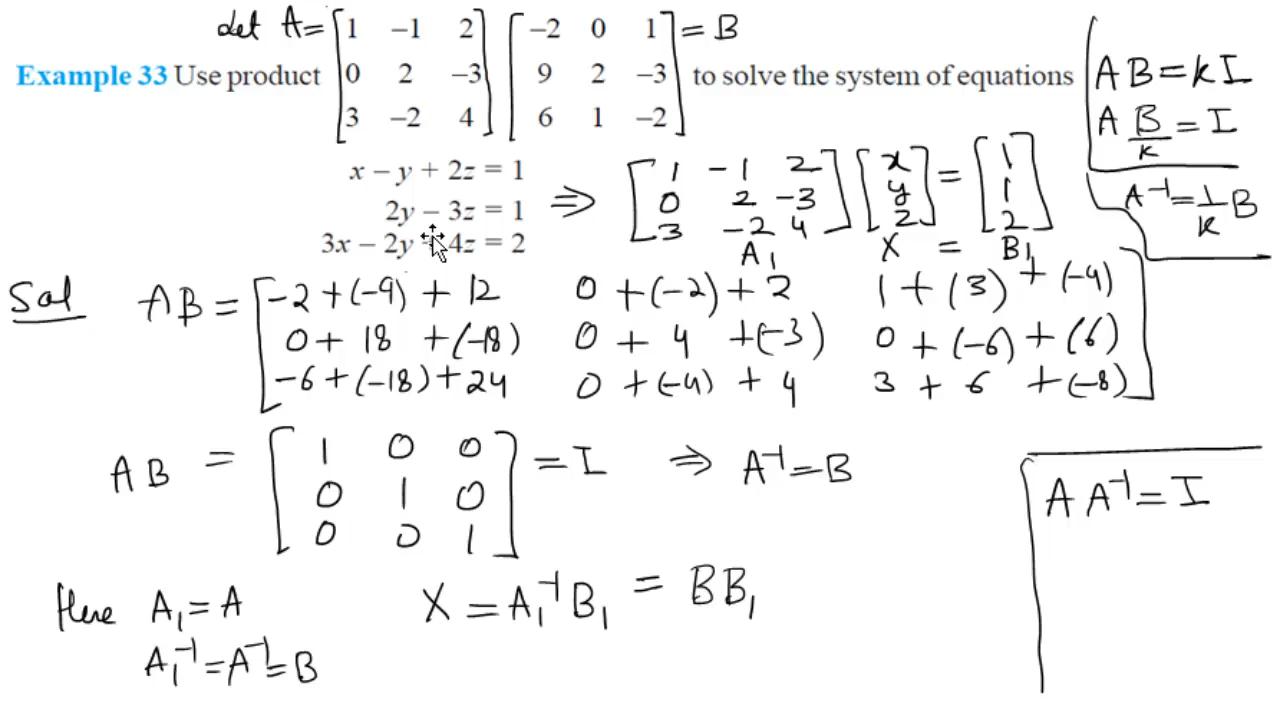 det A = [1 −1 2] [−2 0 1] = B
Example 33 Use product [0 2 −3] [9 2 −3] to solve the system of equations
[3 −2 4] [6 1 −2]
AB = kI
A B/k = I
A⁻¹ = 1/k B
x − y + 2z = 1
2y − 3z = 1
3x − 2y + 4z = 2
⇒ [1 −1 2] [x] = [1]
[0 2 −3] [y] [1]
[3 −2 4] [z] [2]
A₁ X = B₁
Sol AB = [−2 + (−9) + 12 0 + (−2) + 2 1 + (3) + (−4)]
[0 + 18 + (−18) 0 + 4 + (−3) 0 + (−6) + (6)]
[−6 + (−18) + 24 0 + (−4) + 4 3 + 6 + (−8)]
AB = [1 0 0] = I ⇒ A⁻¹ = B
[0 1 0]
[0 0 1]
A A⁻¹ = I
Here A₁ = A X = A₁⁻¹ B₁ = BB₁
A₁⁻¹ = A⁻¹ = B